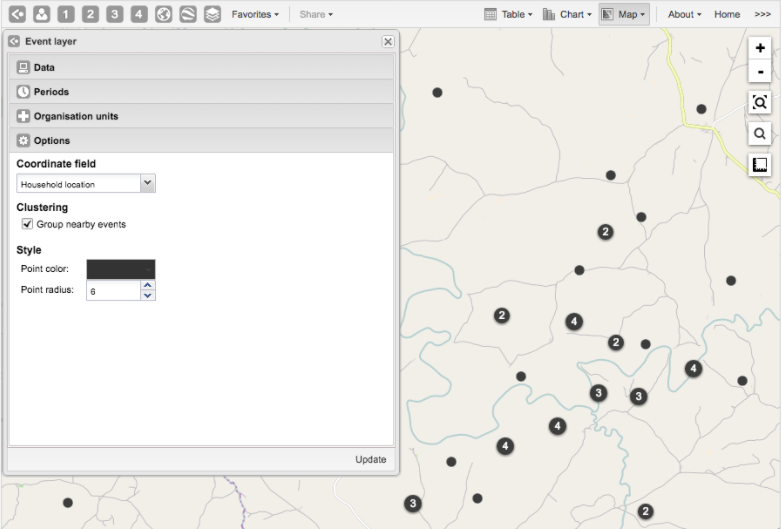 1 2 3 4 Favorites Share Table Chart Map About Home >>>
Event layer
Data
Periods
Organisation units
Options
Coordinate field
Household location
Clustering
Group nearby events
Style
Point color:
Point radius: 6
Update
+
-
2
2
4
2
4
3
3
4
4
3
2